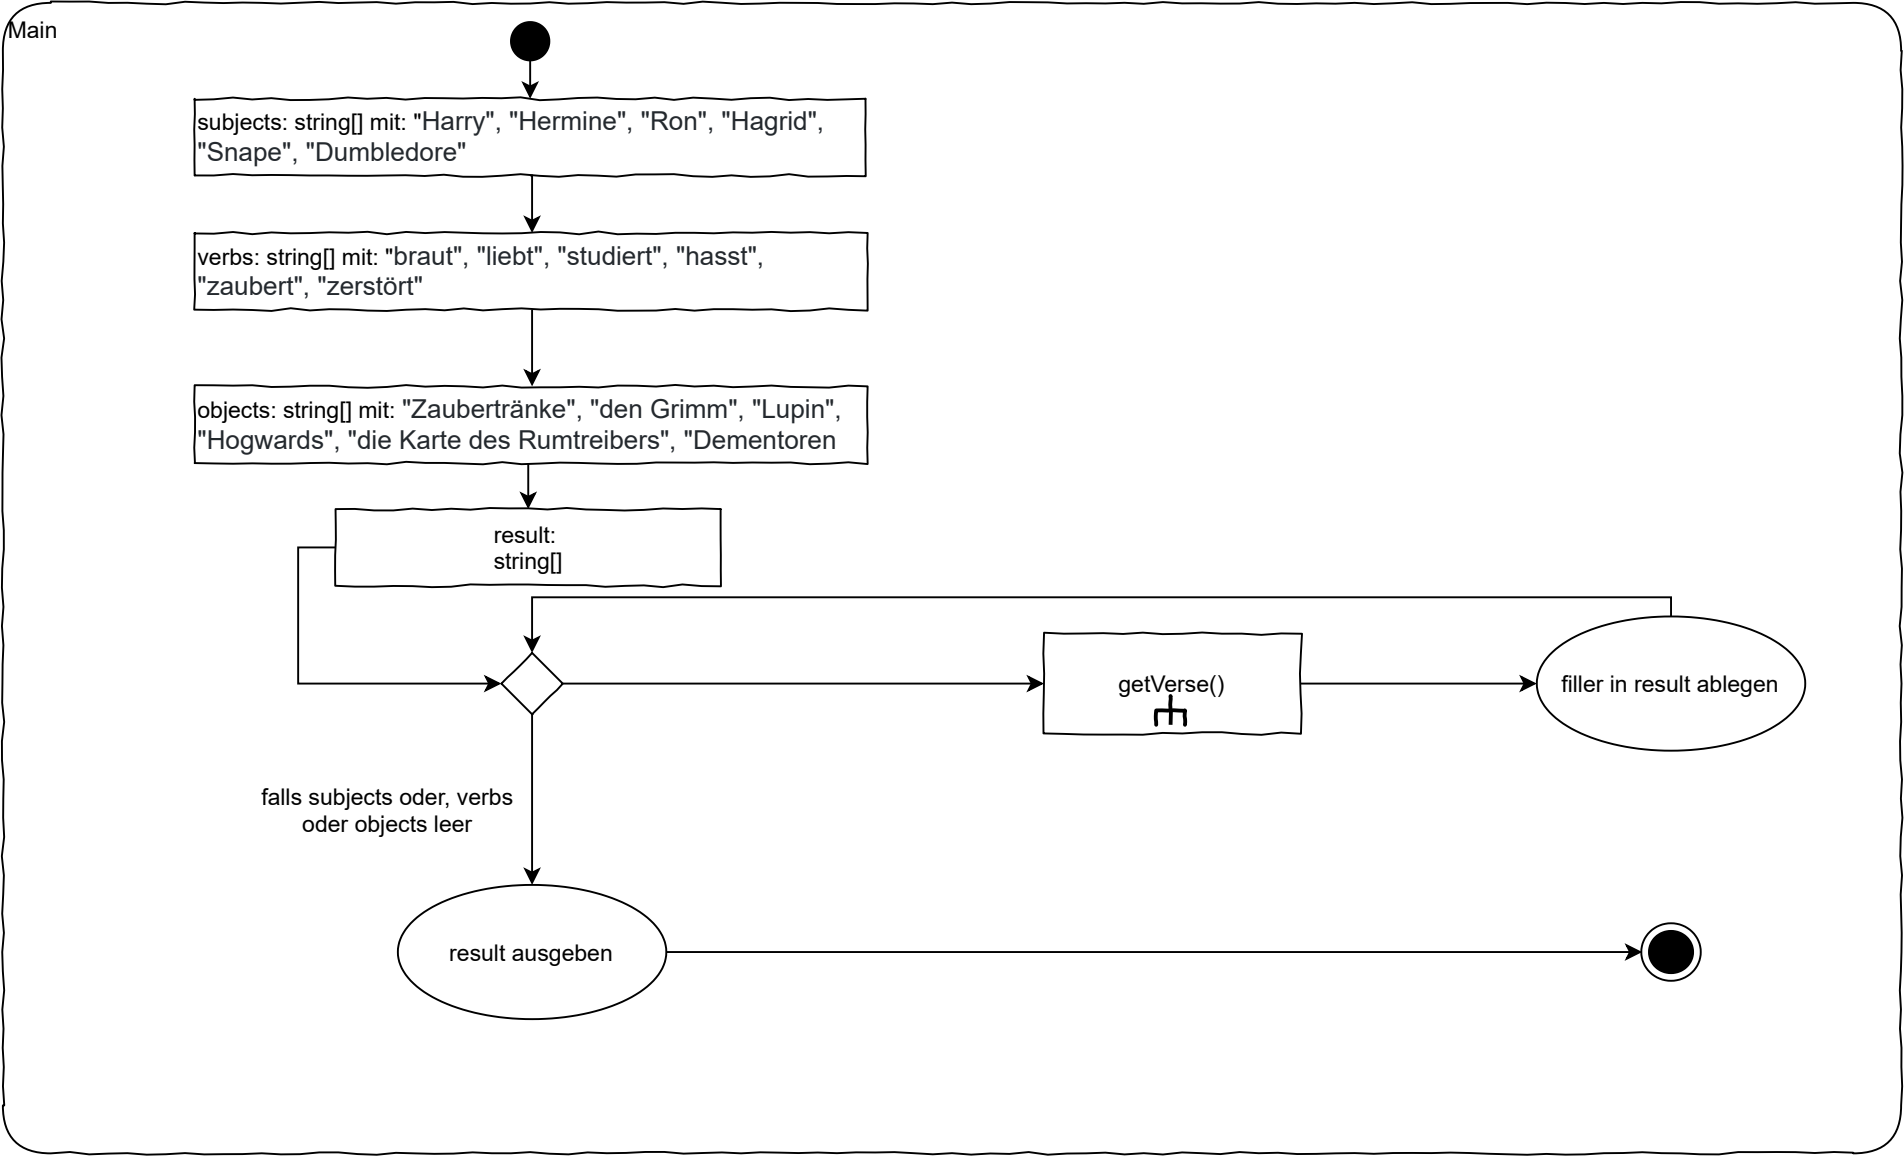 Main
subjects: string[] mit: "Harry", "Hermine", "Ron", "Hagrid",
"Snape", "Dumbledore"
verbs: string[] mit: "braut", "liebt", "studiert", "hasst",
"zaubert", "zerstört"
objects: string[] mit: "Zaubertränke", "den Grimm", "Lupin",
"Hogwards", "die Karte des Rumtreibers", "Dementoren
result:
string[]
getVerse()
filler in result ablegen
falls subjects oder, verbs
oder objects leer
result ausgeben